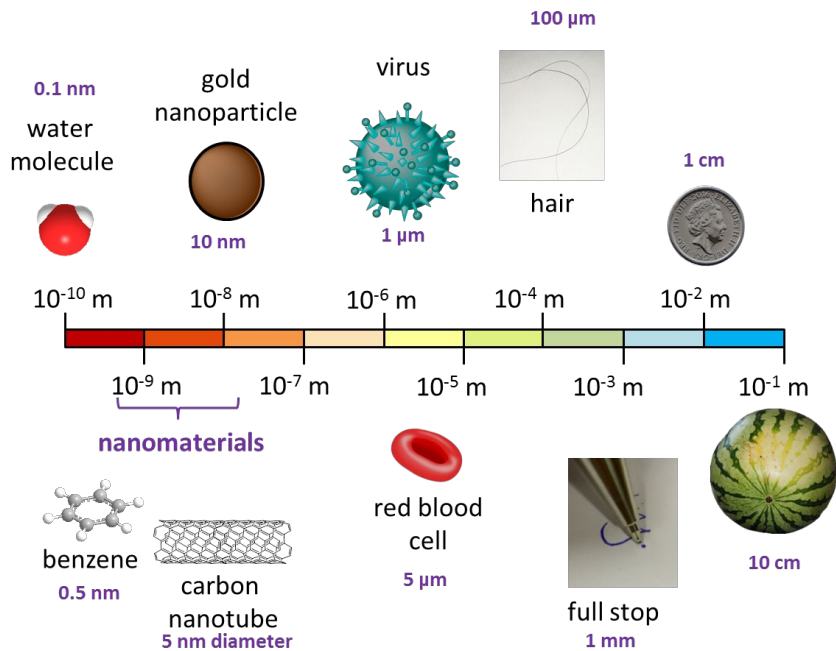 100 µm
virus
gold
nanoparticle
0.1 nm
water
molecule
1 cm
hair
10 nm
1 µm
10⁻¹⁰ m
10⁻⁸ m
10⁻⁶ m
10⁻⁴ m
10⁻² m
10⁻⁹ m
10⁻⁷ m
10⁻⁵ m
10⁻³ m
10⁻¹ m
nanomaterials
red blood
cell
5 µm
benzene
0.5 nm
carbon
nanotube
5 nm diameter
full stop
1 mm
10 cm